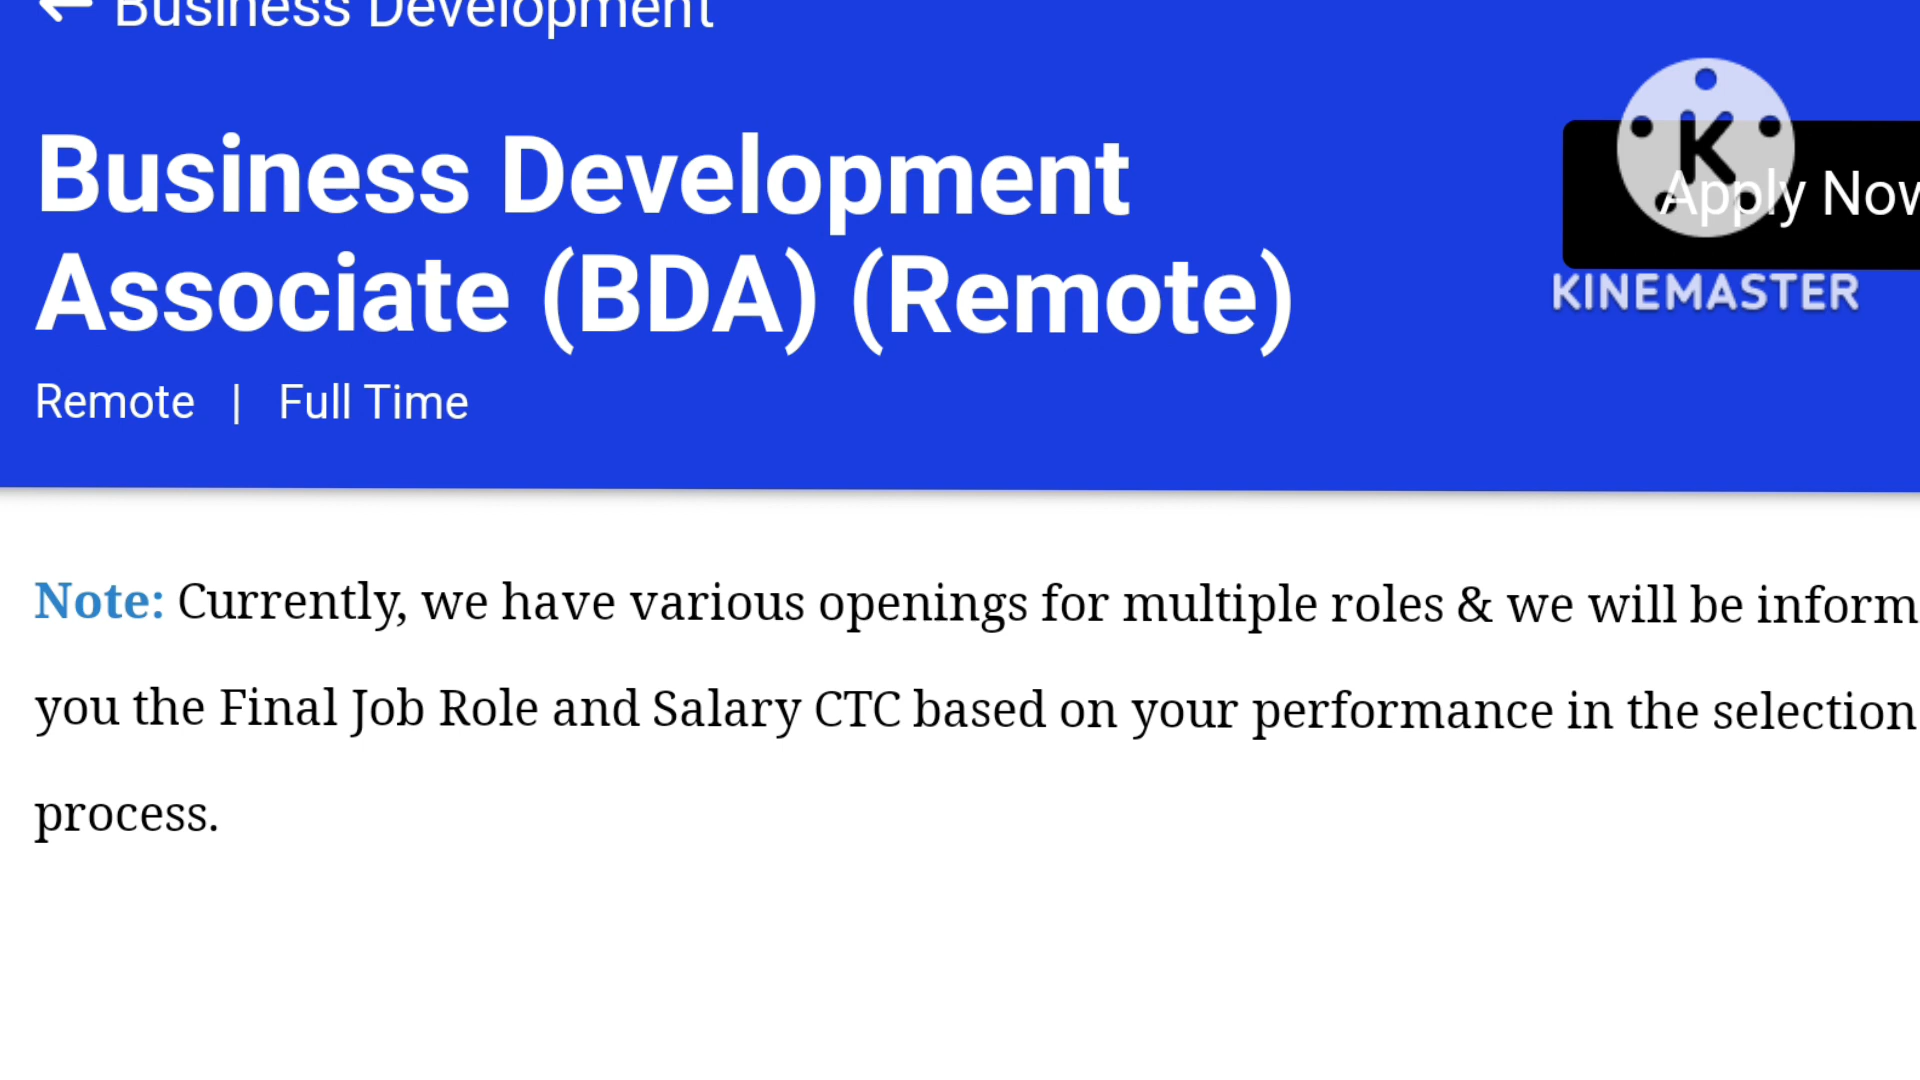 ← Business Development
Business Development
Associate (BDA) (Remote)
Apply Now
K
KINEMASTER
Remote | Full Time
Note: Currently, we have various openings for multiple roles & we will be inform
you the Final Job Role and Salary CTC based on your performance in the selection
process.